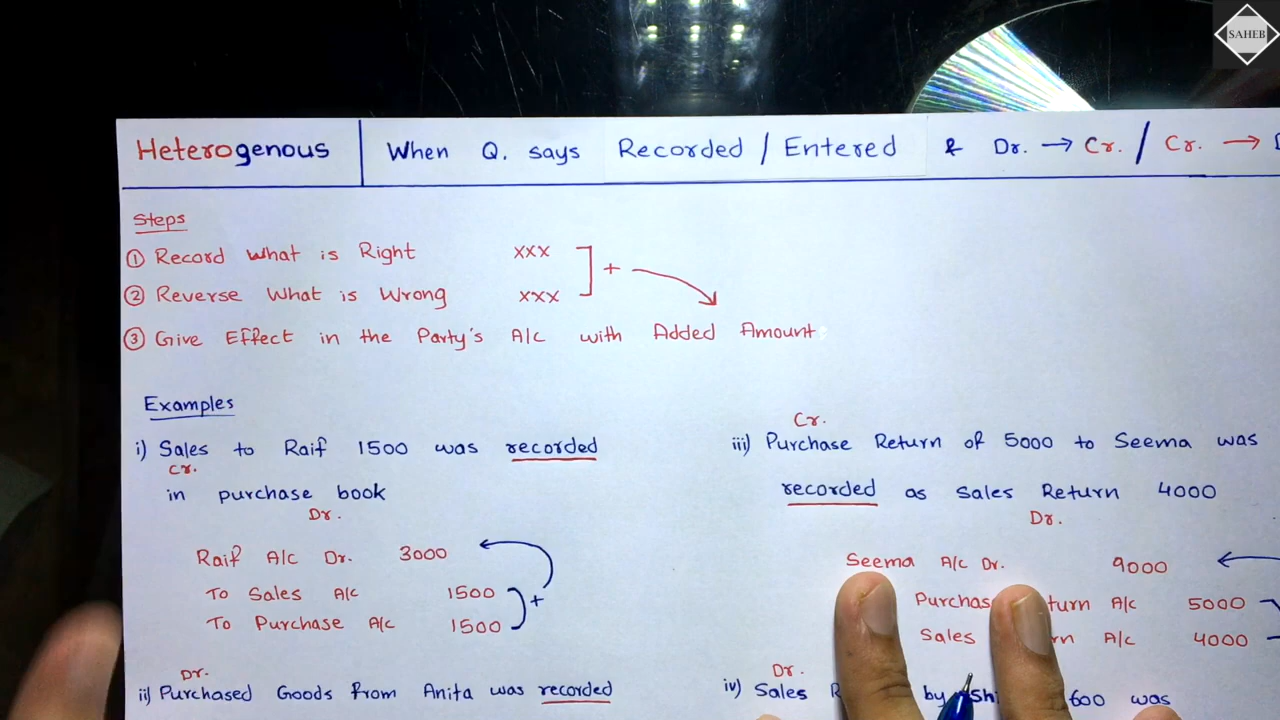 SAHEB
Heterogenous When Q. says Recorded / Entered & Dr. → Cr. / Cr. →
Steps
① Record What is Right xxx
② Reverse What is Wrong xxx
+
③ Give Effect in the Party's A/c with Added Amount
Examples
i) Sales to Raif 1500 was recorded
Cr.
in purchase book
Dr.
Raif A/c Dr. 3000
To Sales A/c 1500
To Purchase A/c 1500
+
Dr.
ii) Purchased Goods from Anita was recorded
Cr.
iii) Purchase Return of 5000 to Seema was
recorded as Sales Return 4000
Dr.
Seema A/c Dr. 9000
A/c 5000
Sales A/c 4000
Dr.
iv) Sales by 600 was